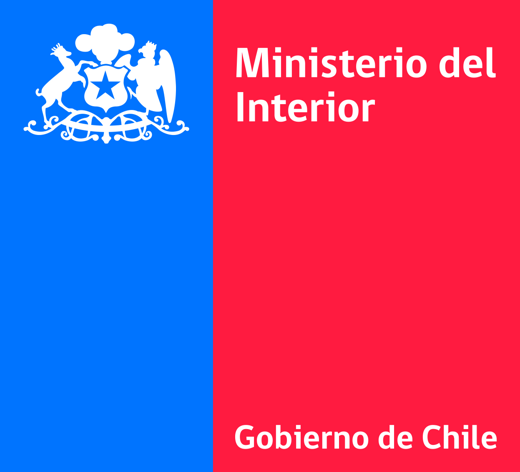 Ministerio del
Interior
Gobierno de Chile